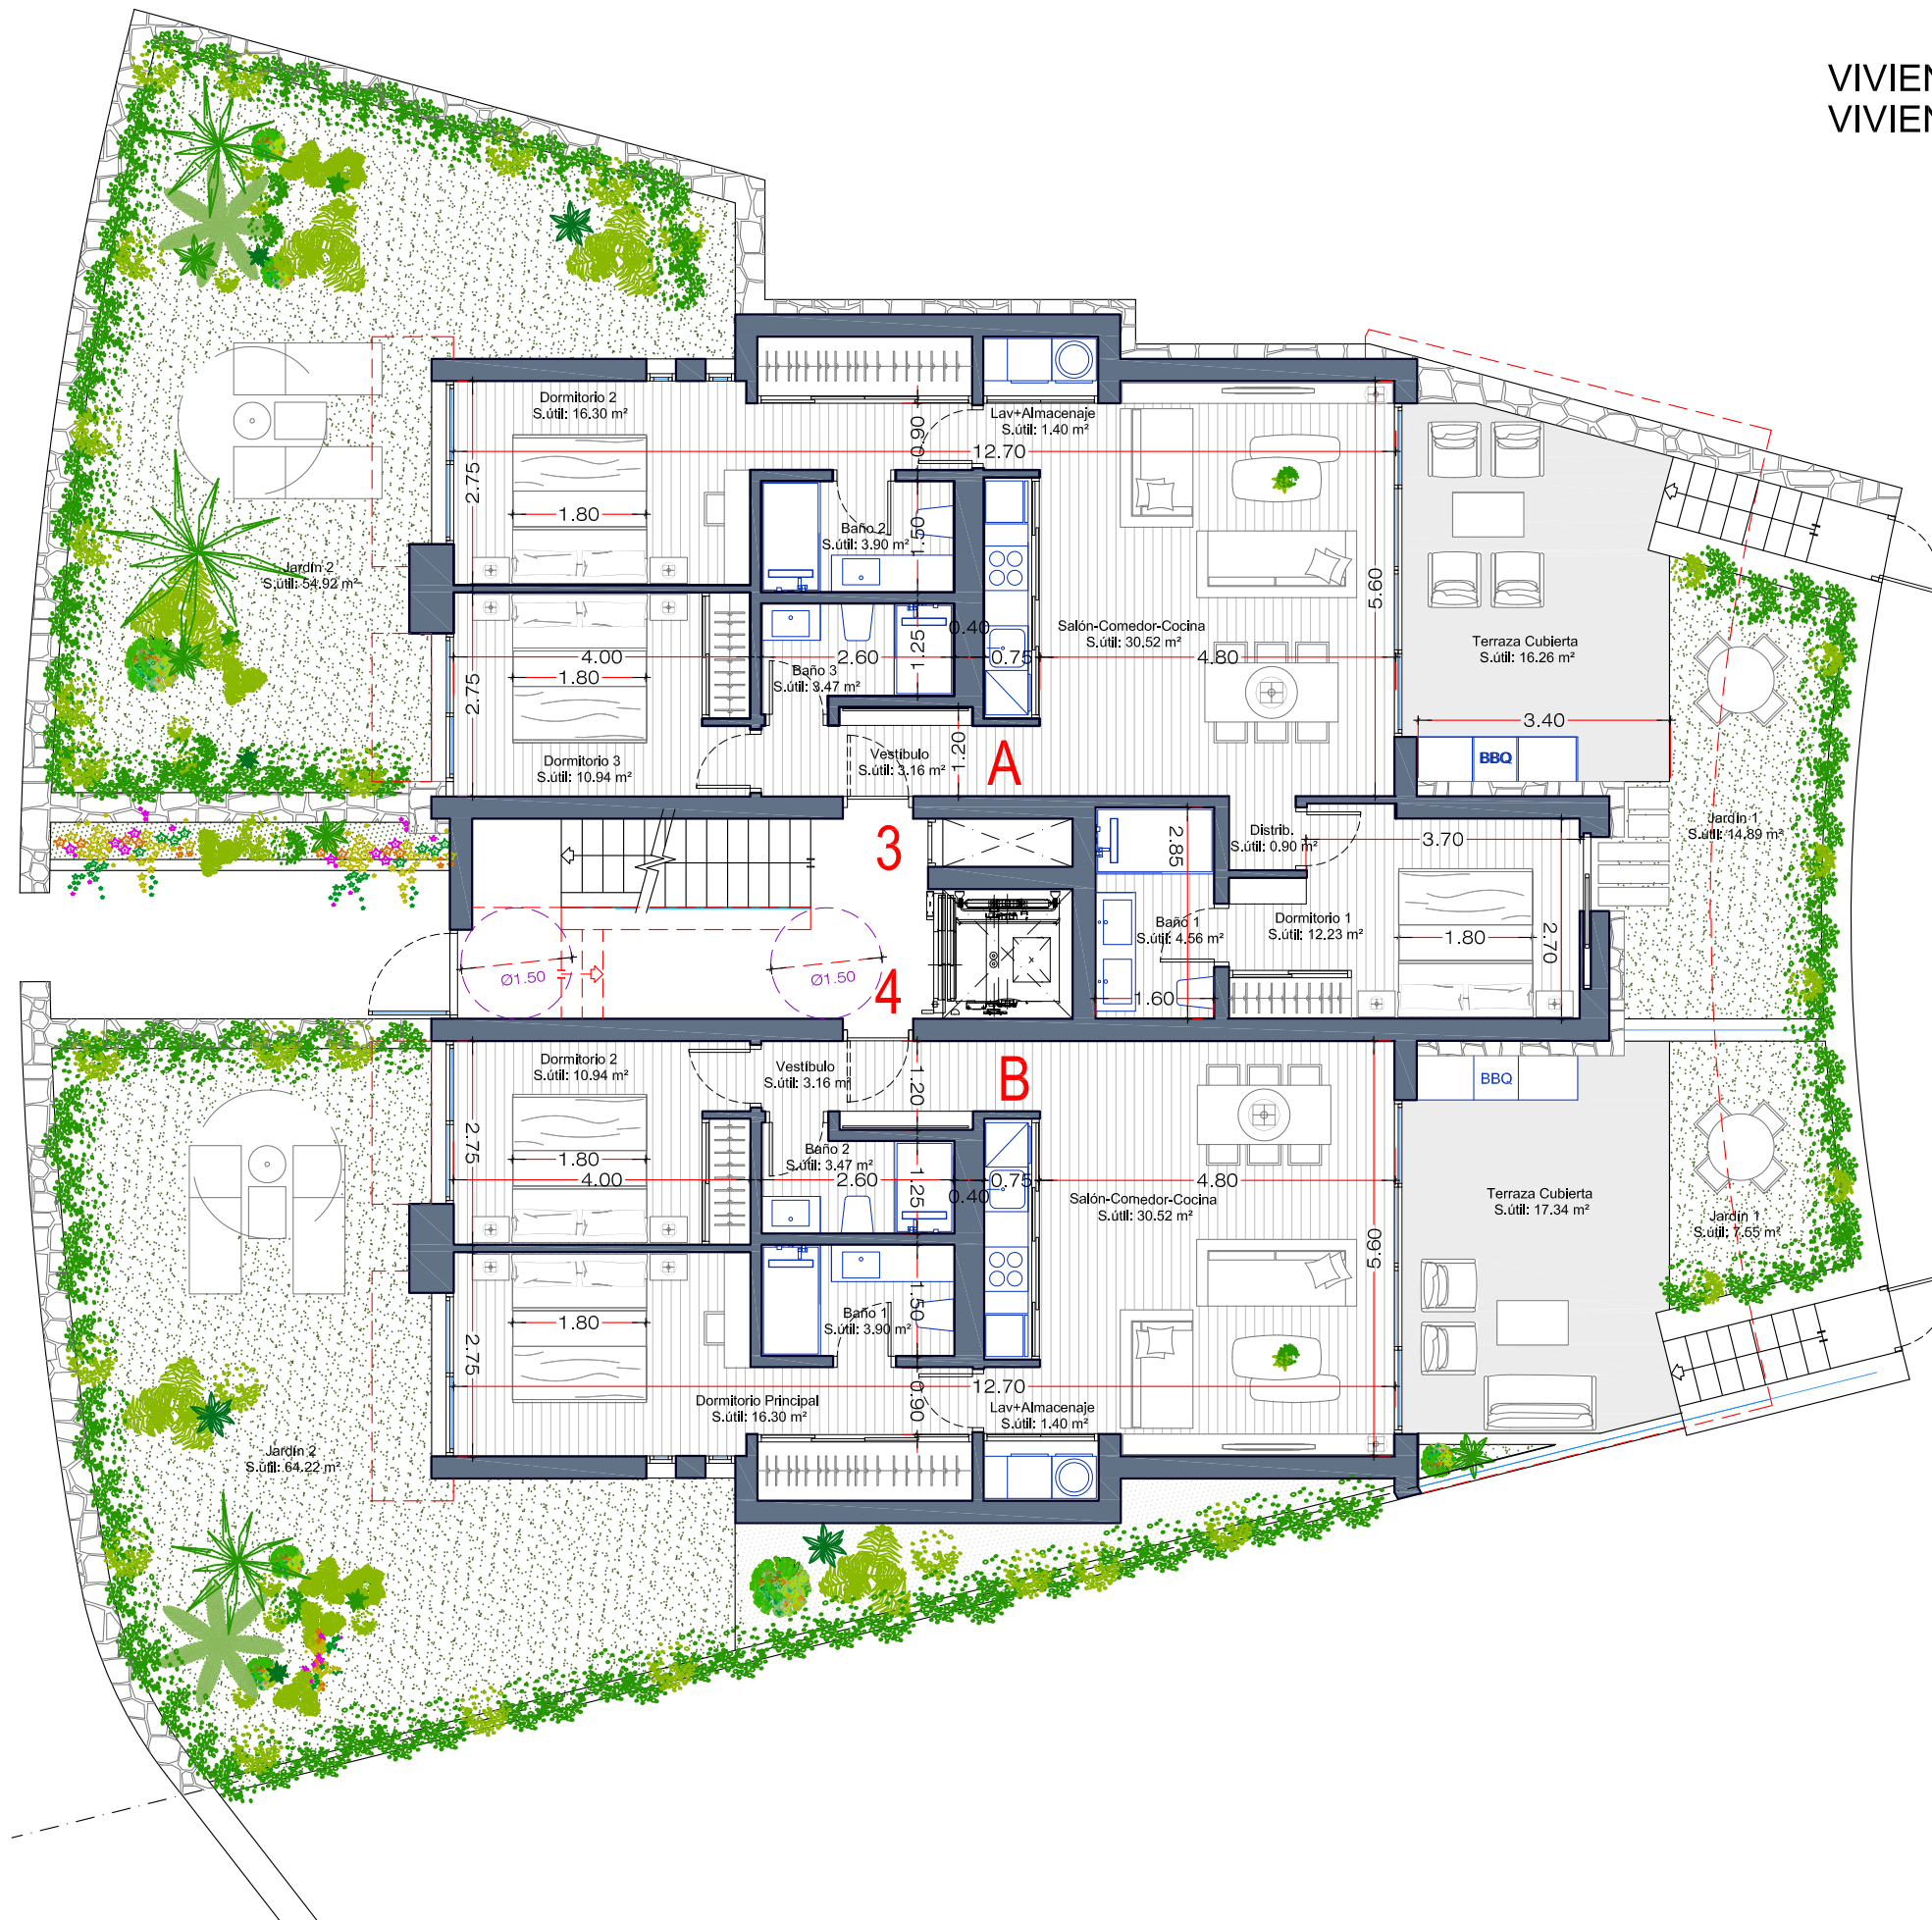 VIVIEN
VIVIEN
Dormitorio 2
S.útil: 16.30 m²
Lav+Almacenaje
S.útil: 1.40 m²
0.90
12.70
2.75
1.80
Baño 2
S.útil: 3.90 m²
1.50
5.60
Jardín 2
S.útil: 54.92 m²
Salón-Comedor-Cocina
S.útil: 30.52 m²
Terraza Cubierta
S.útil: 16.26 m²
4.00
2.60
1.25
0.40
0.75
4.80
1.80
2.75
Baño 3
S.útil: 3.47 m²
3.40
BBQ
Dormitorio 3
S.útil: 10.94 m²
Vestíbulo
S.útil: 3.16 m²
1.20
A
3
2.85
Distrib.
S.útil: 0.90 m²
3.70
Jardín 1
S.útil: 14.89 m²
Baño 1
S.útil: 4.56 m²
Dormitorio 1
S.útil: 12.23 m²
1.80
2.70
Ø1.50
Ø1.50
4
1.60
Dormitorio 2
S.útil: 10.94 m²
Vestíbulo
S.útil: 3.16 m²
1.20
B
BBQ
2.75
1.80
4.00
Baño 2
S.útil: 3.47 m²
2.60
1.25
0.40
0.75
4.80
Salón-Comedor-Cocina
S.útil: 30.52 m²
Terraza Cubierta
S.útil: 17.34 m²
Jardín 1
S.útil: 7.55 m²
5.60
1.80
2.75
Baño 1
S.útil: 3.90 m²
1.50
12.70
0.90
Dormitorio Principal
S.útil: 16.30 m²
Lav+Almacenaje
S.útil: 1.40 m²
Jardín 2
S.útil: 64.22 m²